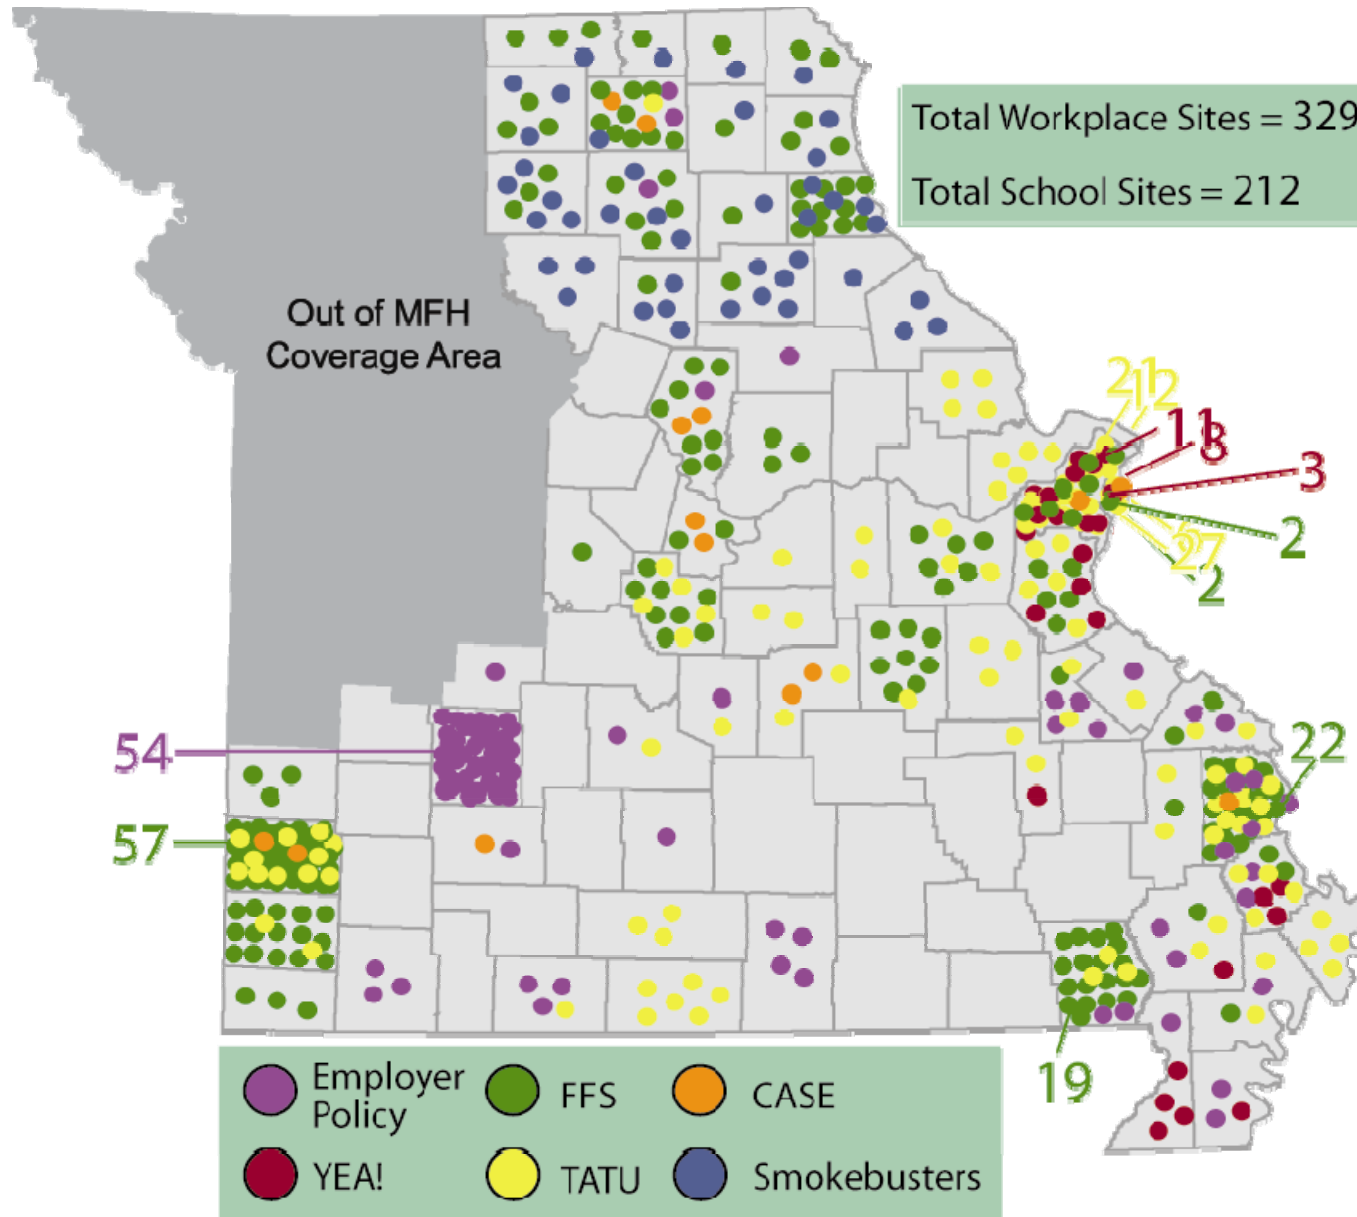 Total Workplace Sites = 329
Total School Sites = 212
Out of MFH
Coverage Area
21
12
11
8
3
2
27
2
54
22
57
19
Employer
Policy
FFS
CASE
YEA!
TATU
Smokebusters